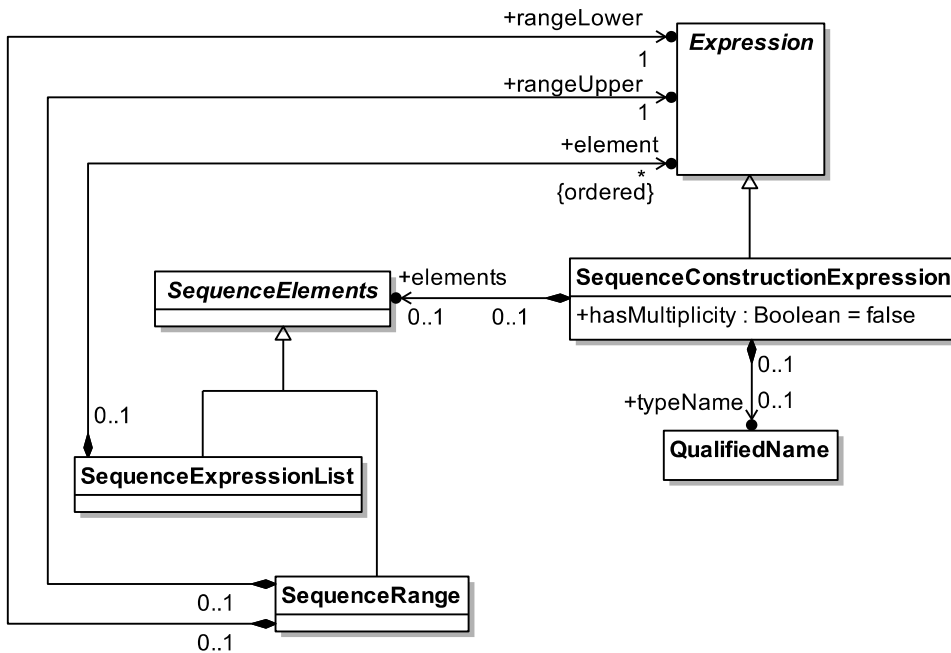 +rangeLower
Expression
1
+rangeUpper
1
+element
*
{ordered}
SequenceElements
+elements
SequenceConstructionExpression
0..1
0..1
+hasMultiplicity : Boolean = false
0..1
+typeName
0..1
0..1
QualifiedName
SequenceExpressionList
SequenceRange
0..1
0..1